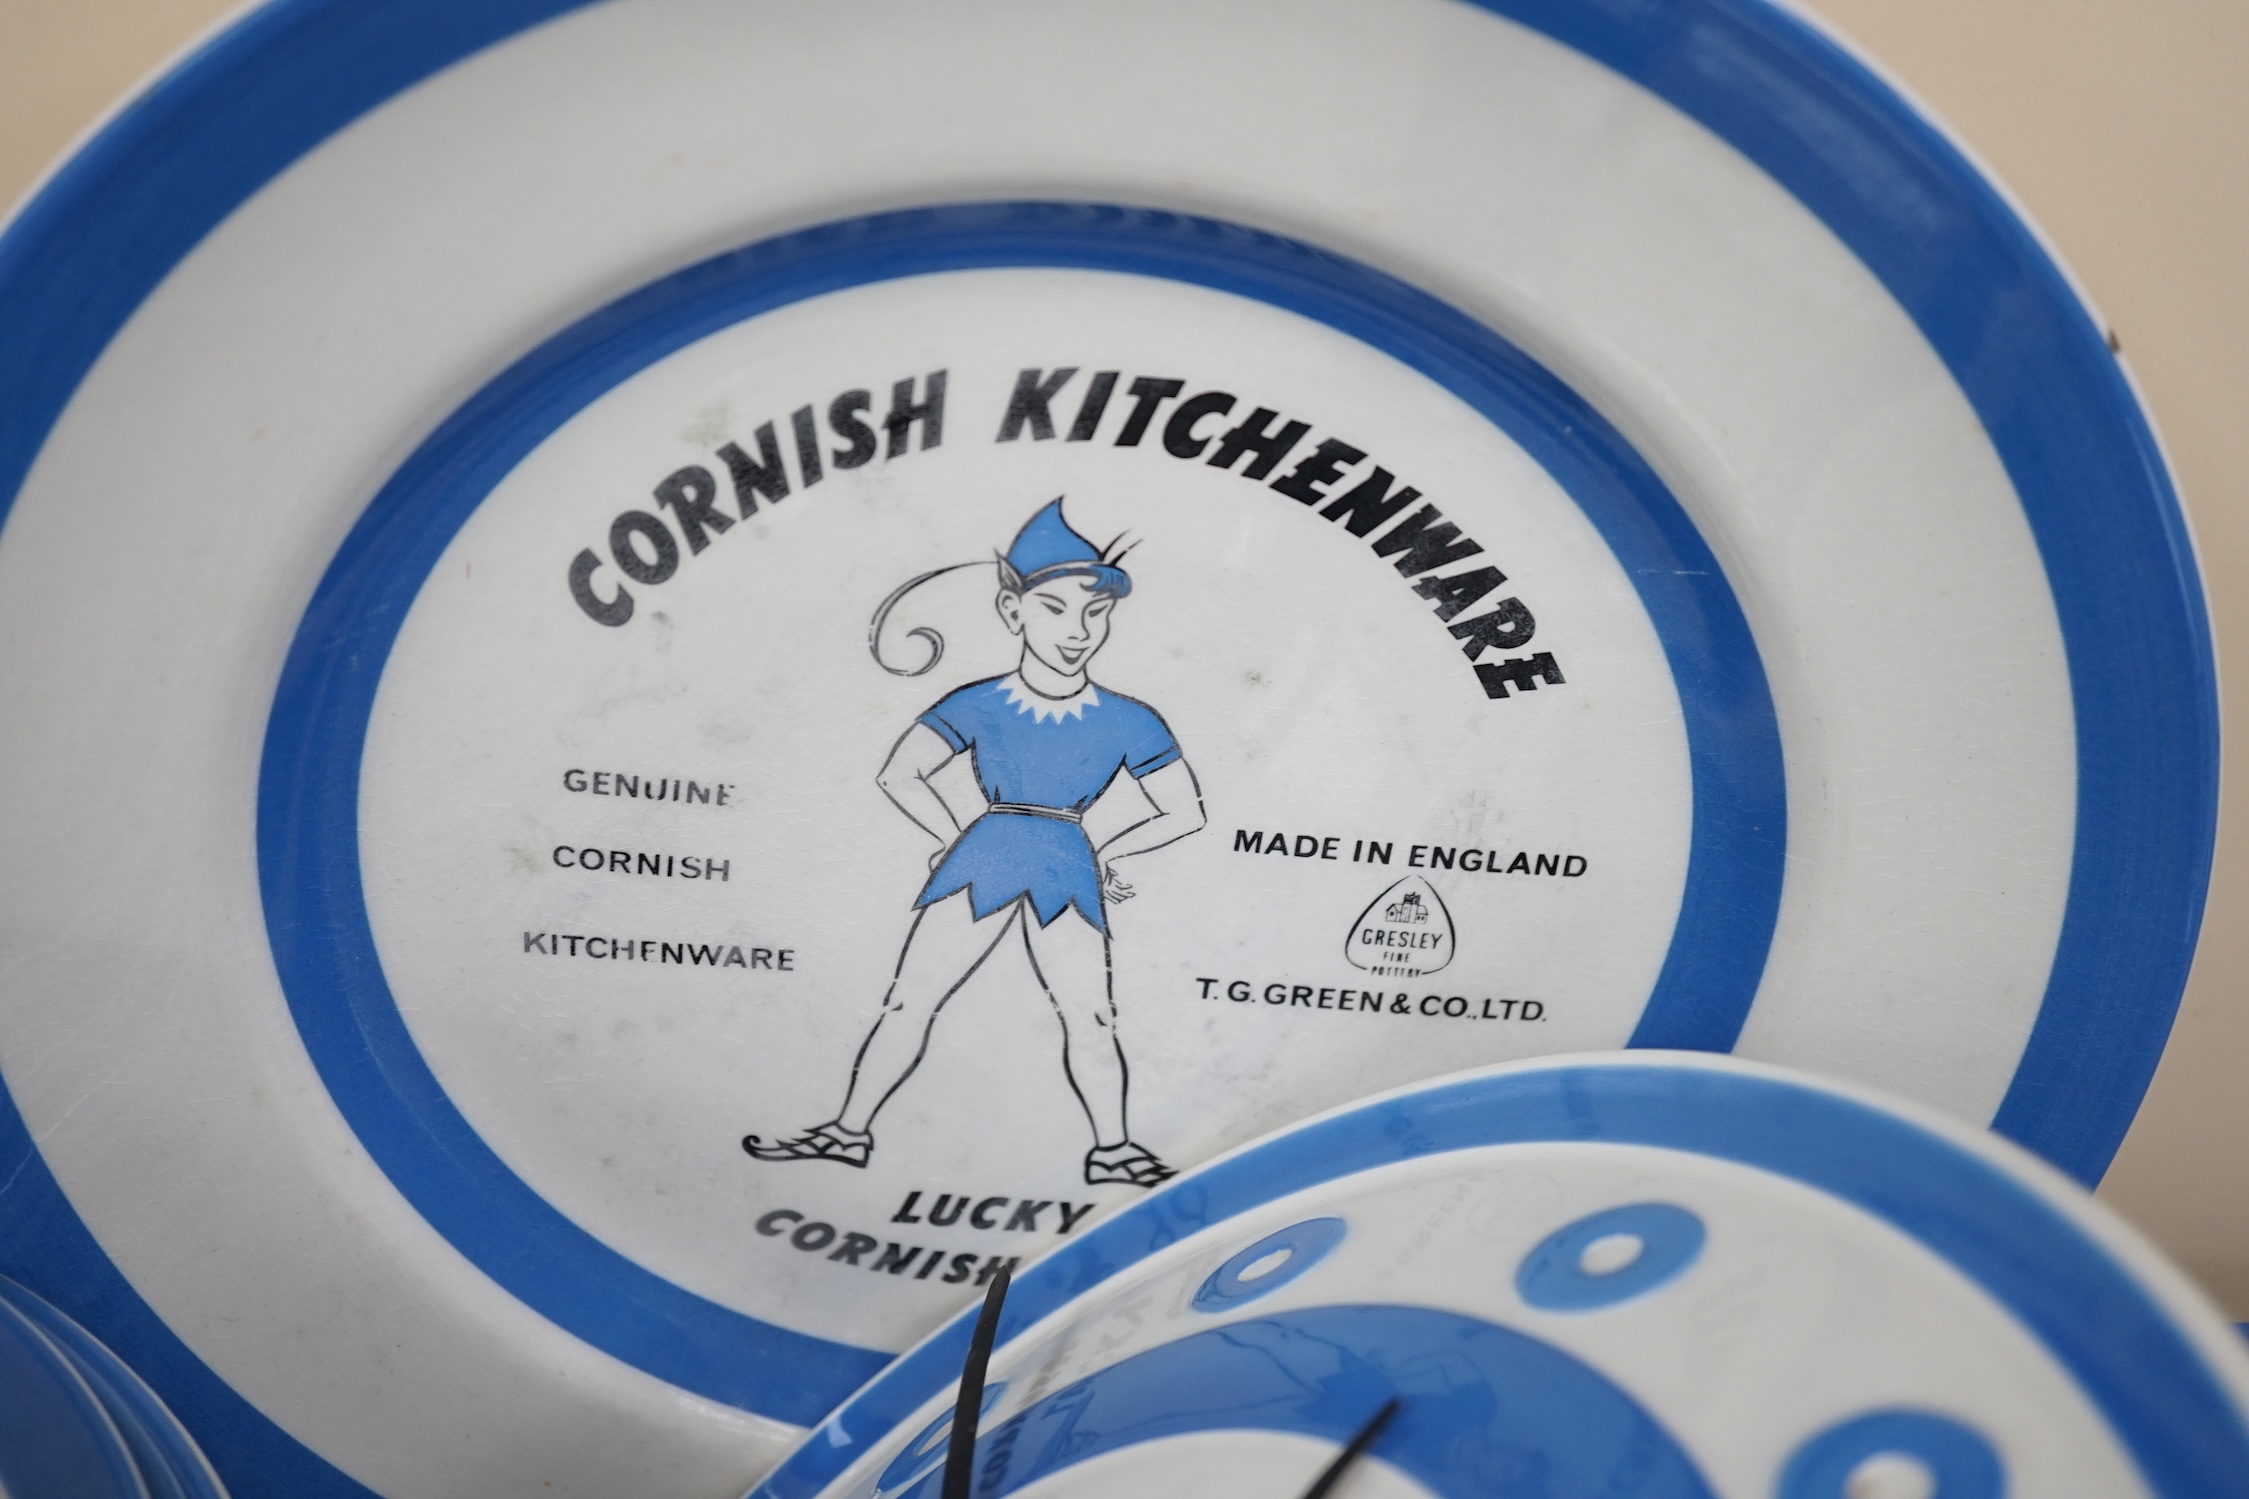 CORNISH KITCHENWARE
GENUINE
CORNISH
KITCHENWARE
MADE IN ENGLAND
GRESLEY
FINE
POTTERY
T.G.GREEN & CO.,LTD.
LUCKY
CORNISH